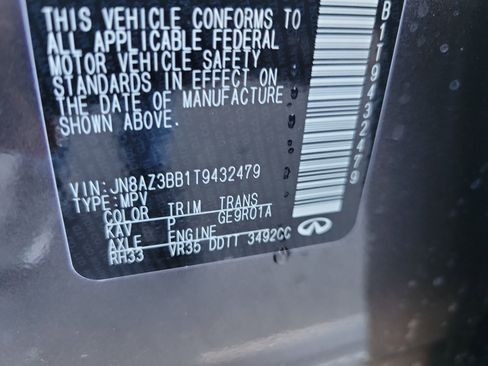 THIS VEHICLE CONFORMS TO
ALL APPLICABLE FEDERAL
MOTOR VEHICLE SAFETY
STANDARDS IN EFFECT ON
THE DATE OF MANUFACTURE
SHOWN ABOVE.
VIN:JN8AZ3BB1T9432479
TYPE:MPV
COLOR TRIM TRANS
KAV P GE9R01A
AXLE ENGINE
RH33 VR35 DDTT 3492CC
B1T9432479